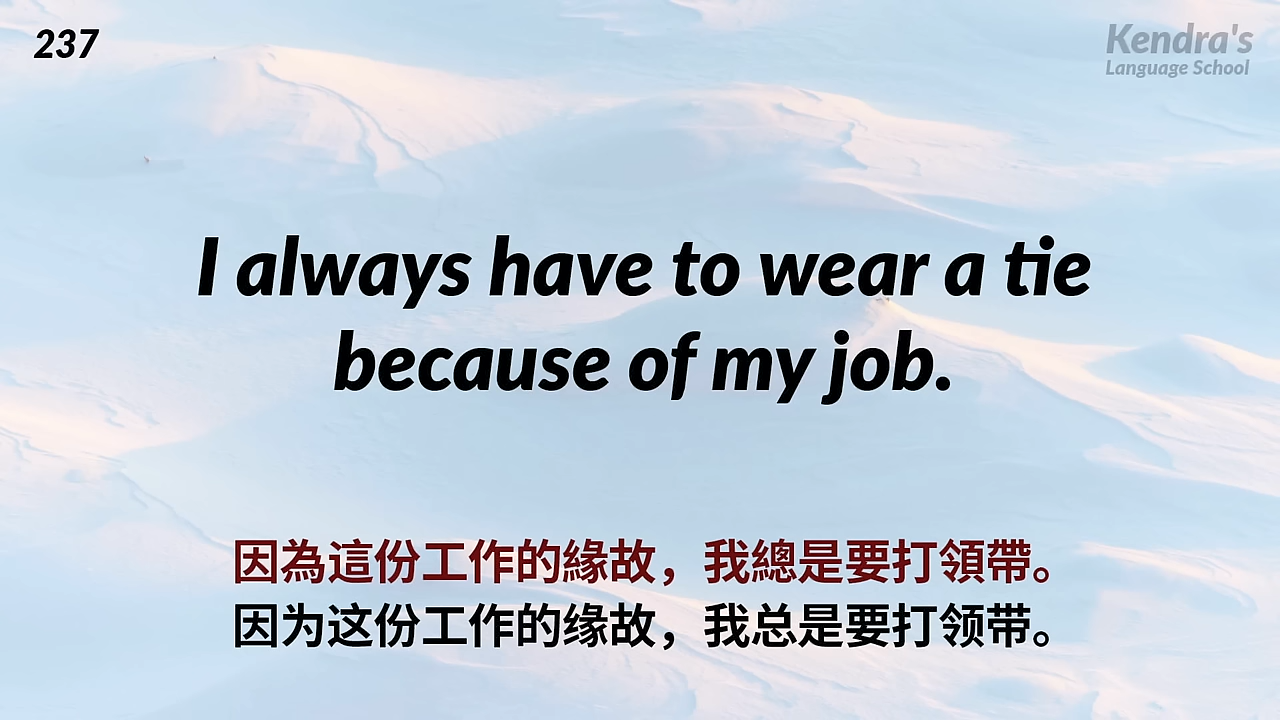 237
Kendra's
Language School
I always have to wear a tie
because of my job.
因為這份工作的緣故，我總是要打領帶。
因为这份工作的缘故，我总是要打领带。